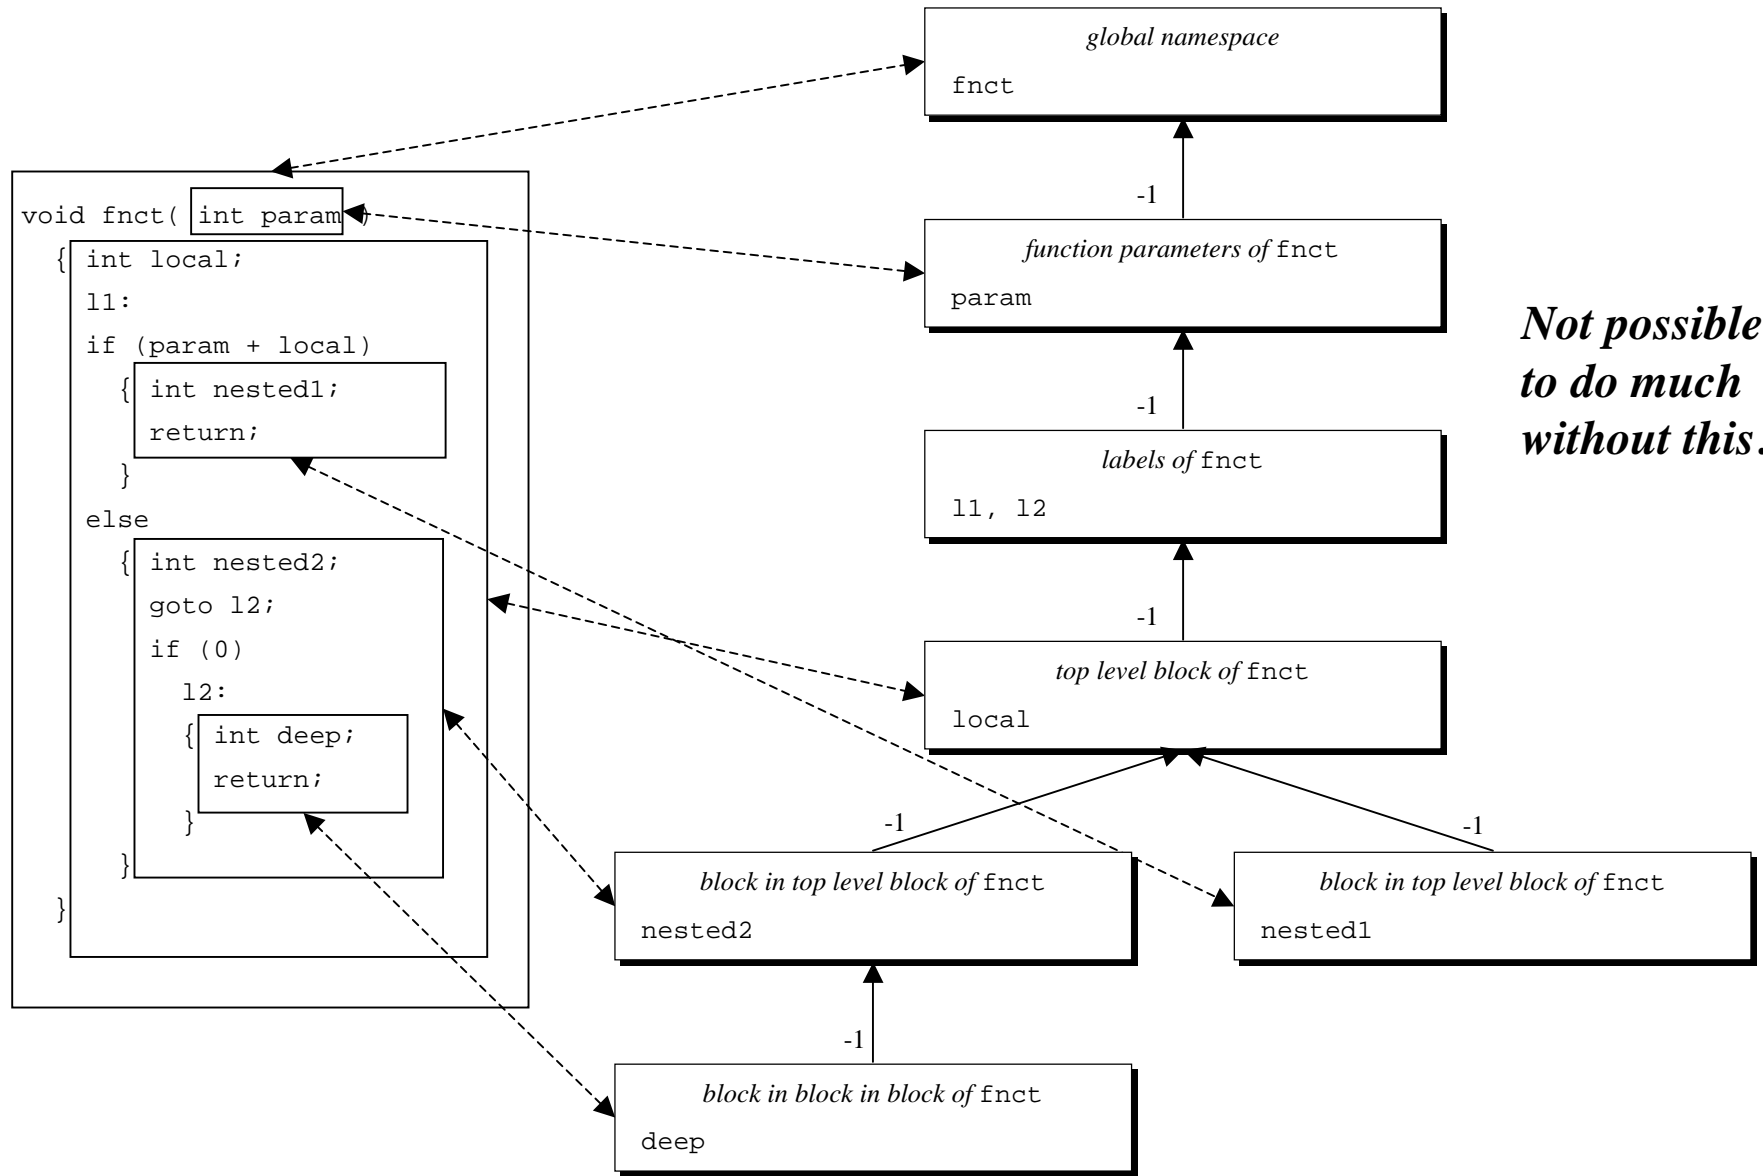 void fnct( int param )
{ int local;
l1:
if (param + local)
{ int nested1;
return;
}
else
{ int nested2;
goto l2;
if (0)
l2:
{ int deep;
return;
}
}
}
global namespace
fnct
-1
function parameters of fnct
param
-1
labels of fnct
l1, l2
-1
top level block of fnct
local
-1
-1
block in top level block of fnct
nested2
block in top level block of fnct
nested1
-1
block in block in block of fnct
deep
Not possible
to do much
without this.